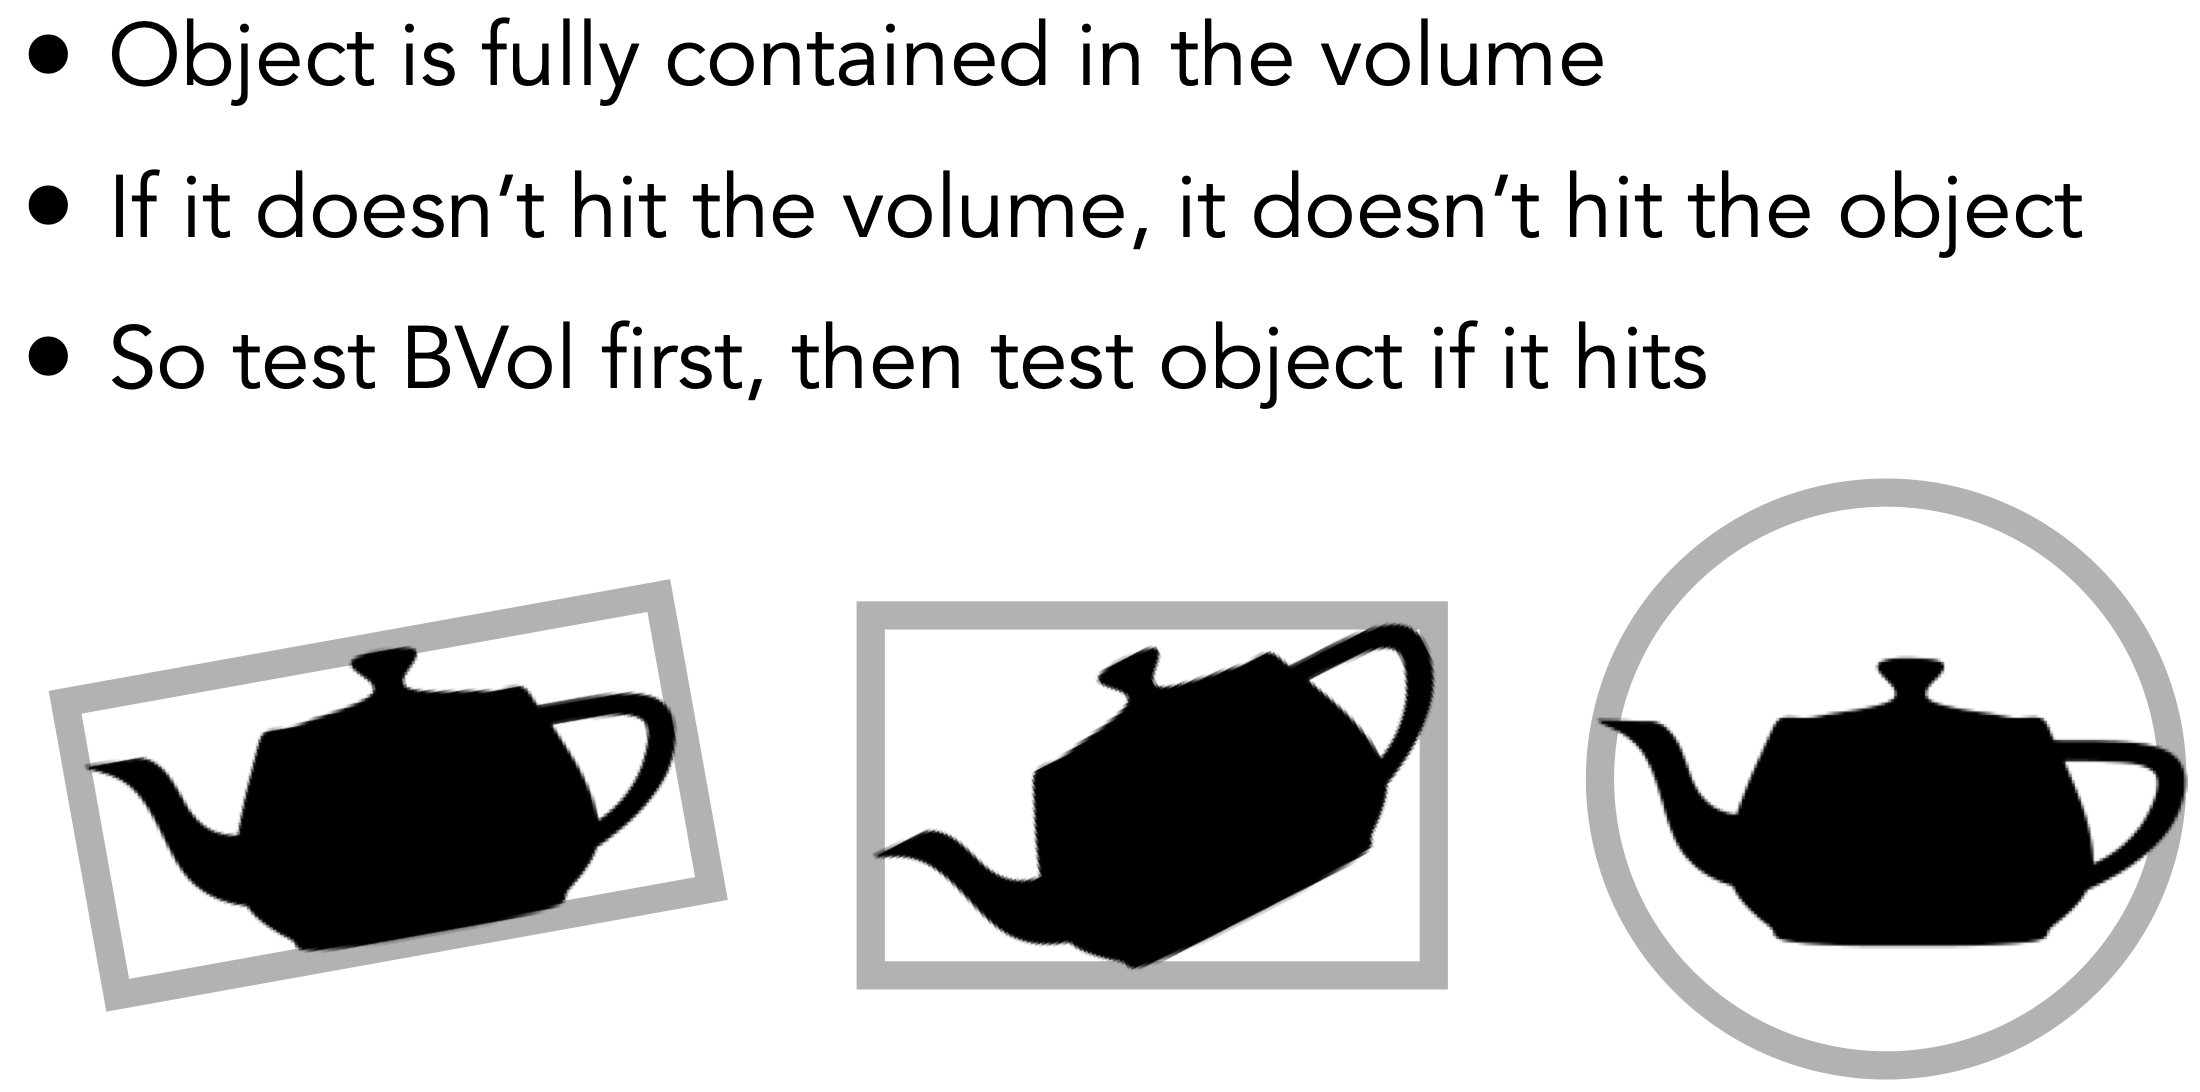 • Object is fully contained in the volume
• If it doesn’t hit the volume, it doesn’t hit the object
• So test BVol first, then test object if it hits